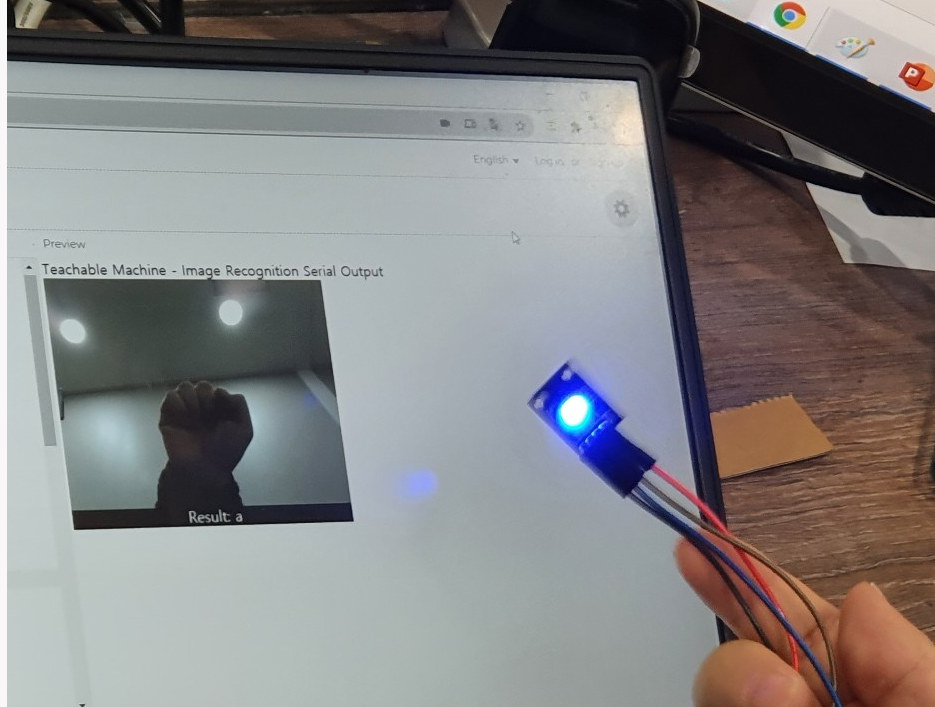 English ▾
Preview
Teachable Machine - Image Recognition Serial Output
Result: a
P